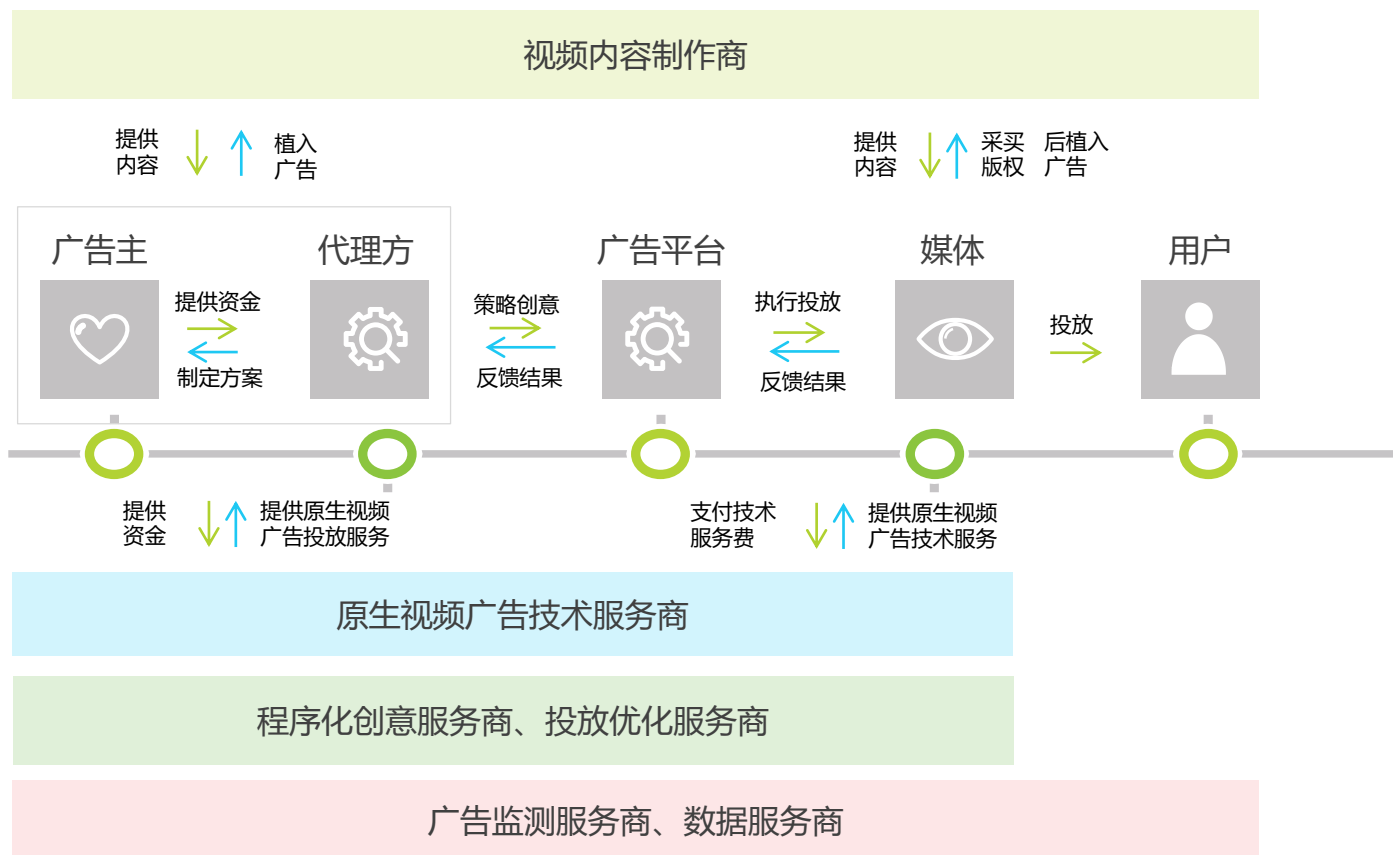 视频内容制作商
提供
内容
植入
广告
提供
内容
采买
版权
后植入
广告
广告主
代理方
广告平台
媒体
用户
提供资金
制定方案
策略创意
反馈结果
执行投放
反馈结果
投放
提供
资金
提供原生视频
广告投放服务
支付技术
服务费
提供原生视频
广告技术服务
原生视频广告技术服务商
程序化创意服务商、投放优化服务商
广告监测服务商、数据服务商